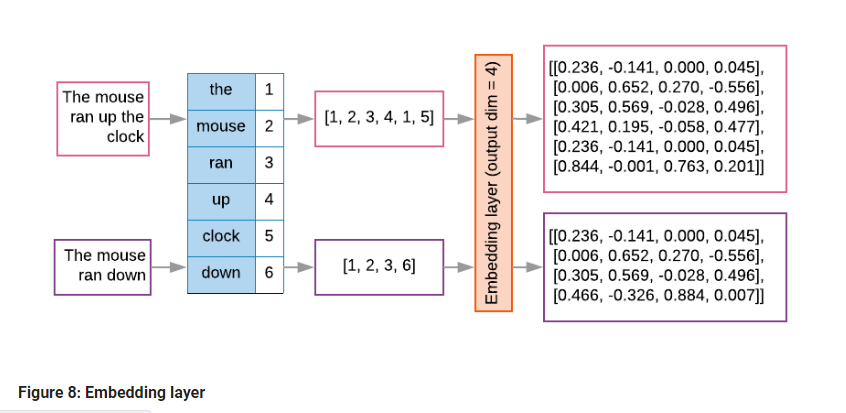 The mouse
ran up the
clock
the 1
mouse 2
ran 3
up 4
clock 5
down 6
[1, 2, 3, 4, 1, 5]
Embedding layer (output dim = 4)
[[0.236, -0.141, 0.000, 0.045],
[0.006, 0.652, 0.270, -0.556],
[0.305, 0.569, -0.028, 0.496],
[0.421, 0.195, -0.058, 0.477],
[0.236, -0.141, 0.000, 0.045],
[0.844, -0.001, 0.763, 0.201]]
The mouse
ran down
[1, 2, 3, 6]
[[0.236, -0.141, 0.000, 0.045],
[0.006, 0.652, 0.270, -0.556],
[0.305, 0.569, -0.028, 0.496],
[0.466, -0.326, 0.884, 0.007]]
Figure 8: Embedding layer